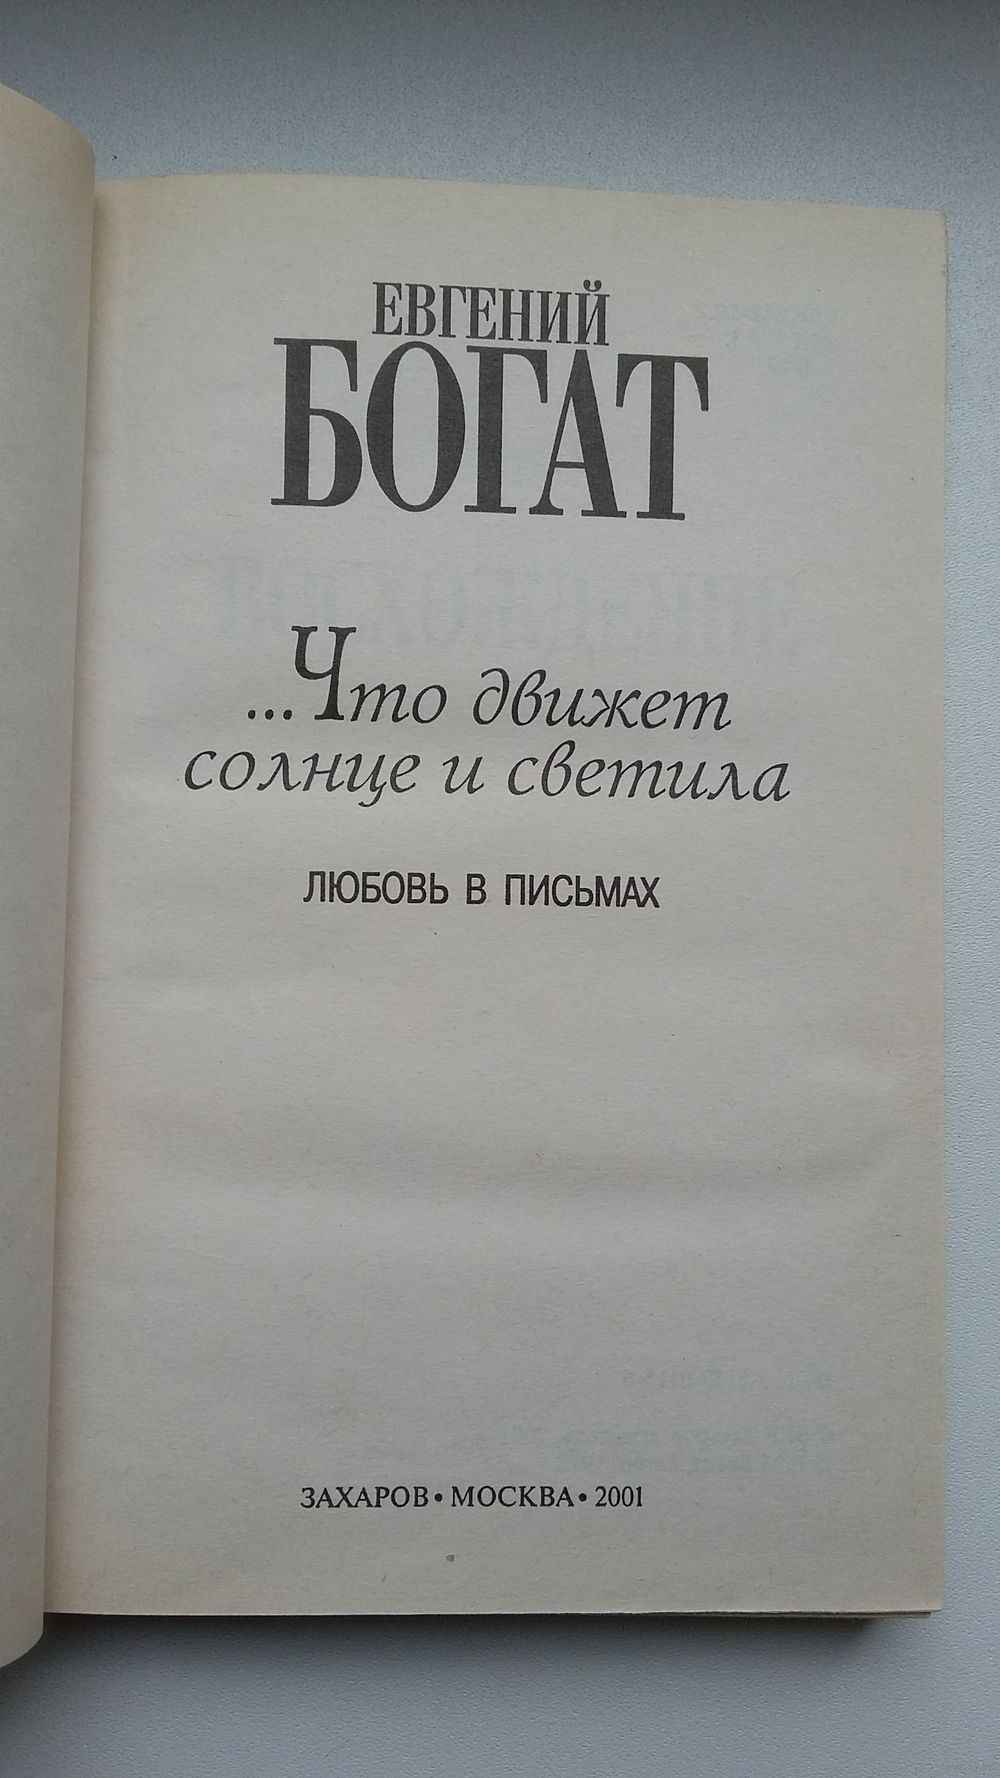 ЕВГЕНИЙ
БОГАТ
...Что движет
солнце и светила
ЛЮБОВЬ В ПИСЬМАХ
ЗАХАРОВ • МОСКВА • 2001